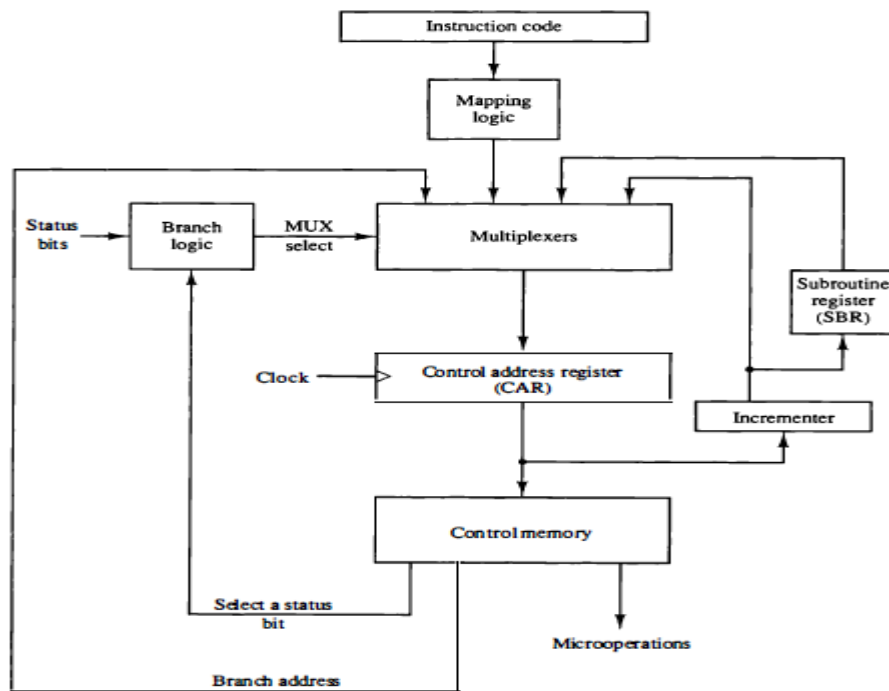 Instruction code
Mapping
logic
Status
bits
Branch
logic
MUX
select
Multiplexers
Subroutine
register
(SBR)
Clock
Control address register
(CAR)
Incrementer
Control memory
Select a status
bit
Microoperations
Branch address